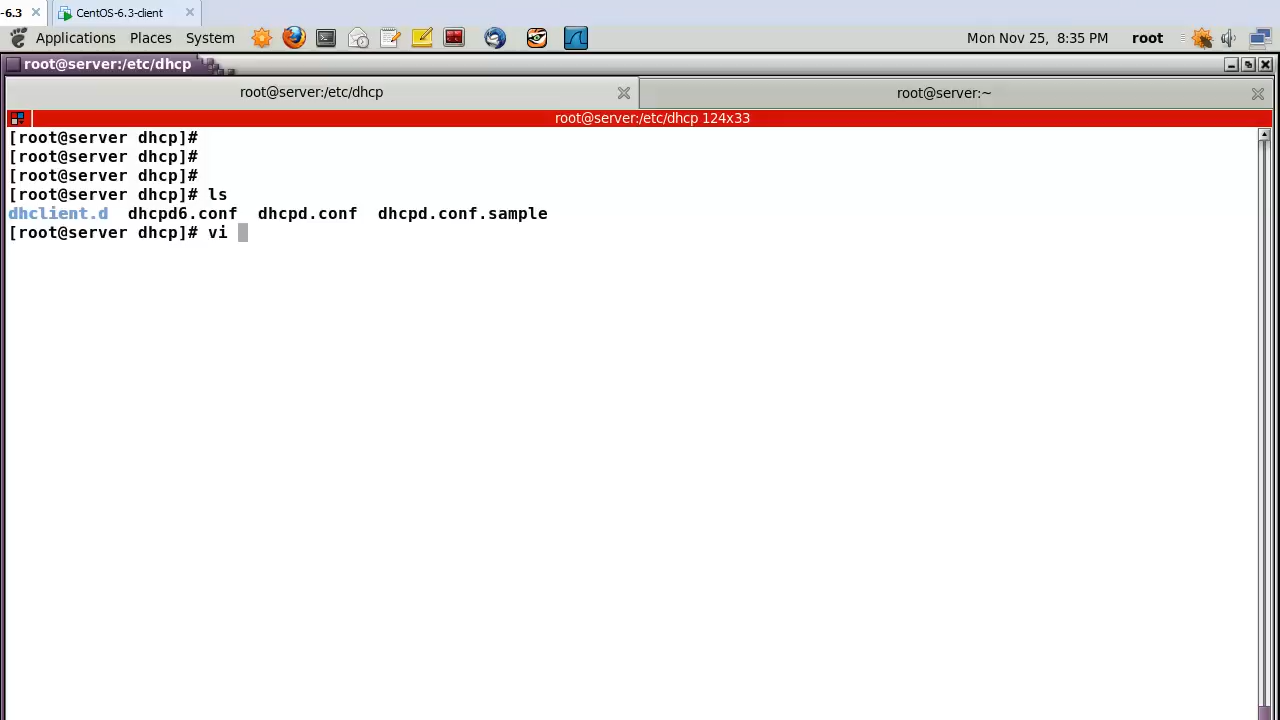 -6.3 CentOS-6.3-client
Applications Places System Mon Nov 25, 8:35 PM root
root@server:/etc/dhcp
root@server:/etc/dhcp root@server:~
root@server:/etc/dhcp 124x33
[root@server dhcp]#
[root@server dhcp]#
[root@server dhcp]#
[root@server dhcp]# ls
dhclient.d dhcpd6.conf dhcpd.conf dhcpd.conf.sample
[root@server dhcp]# vi